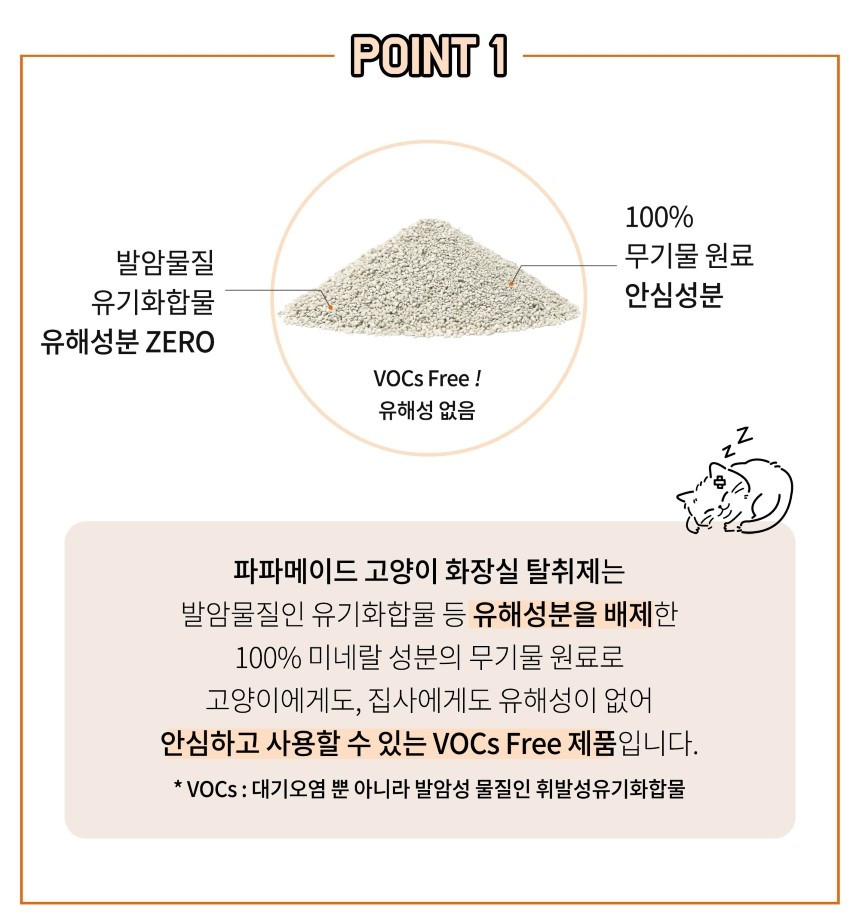 POINT 1
발암물질
유기화합물
유해성분 ZERO
100%
무기물 원료
안심성분
VOCs Free !
유해성 없음
z z
파파메이드 고양이 화장실 탈취제는
발암물질인 유기화합물 등 유해성분을 배제한
100% 미네랄 성분의 무기물 원료로
고양이에게도, 집사에게도 유해성이 없어
안심하고 사용할 수 있는 VOCs Free 제품입니다.
* VOCs : 대기오염 뿐 아니라 발암성 물질인 휘발성유기화합물